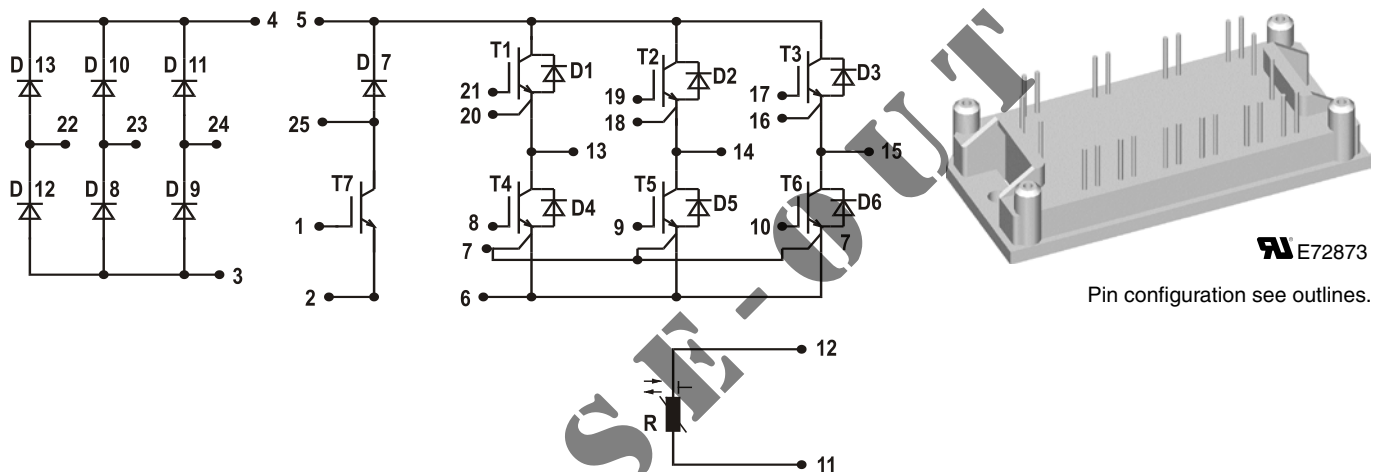 4 5
D 13 D 10 D 11 D 7 T1 D1 T2 D2 T3 D3
21 19 17
20 18 16
22 23 24 25
13 14 15
D 12 D 8 D 9 T7 T4 D4 T5 D5 T6 D6
1 8 9 10
7 7
3
2 6
E72873
Pin configuration see outlines.
12
R
11
SE-OUT